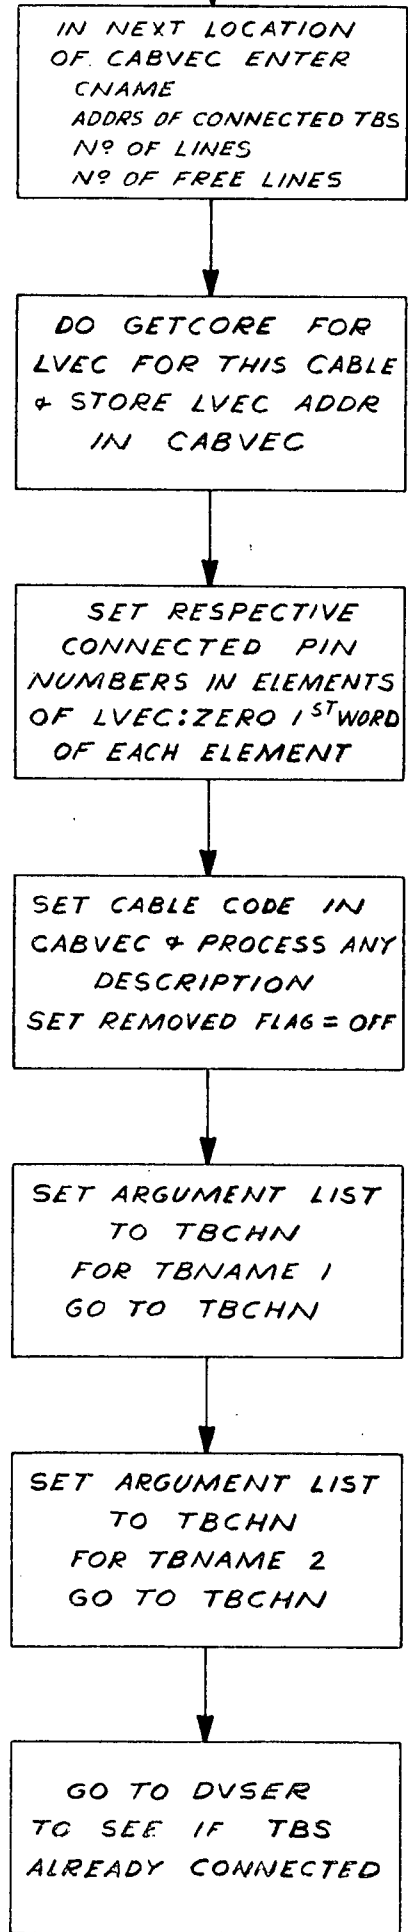 IN NEXT LOCATION
OF CABVEC ENTER
CNAME
ADDRS OF CONNECTED TBS
Nº OF LINES
Nº OF FREE LINES
DO GETCORE FOR
LVEC FOR THIS CABLE
& STORE LVEC ADDR
IN CABVEC
SET RESPECTIVE
CONNECTED PIN
NUMBERS IN ELEMENTS
OF LVEC:ZERO 1ST WORD
OF EACH ELEMENT
SET CABLE CODE IN
CABVEC & PROCESS ANY
DESCRIPTION
SET REMOVED FLAG = OFF
SET ARGUMENT LIST
TO TBCHN
FOR TBNAME 1
GO TO TBCHN
SET ARGUMENT LIST
TO TBCHN
FOR TBNAME 2
GO TO TBCHN
GO TO DVSER
TO SEE IF TBS
ALREADY CONNECTED